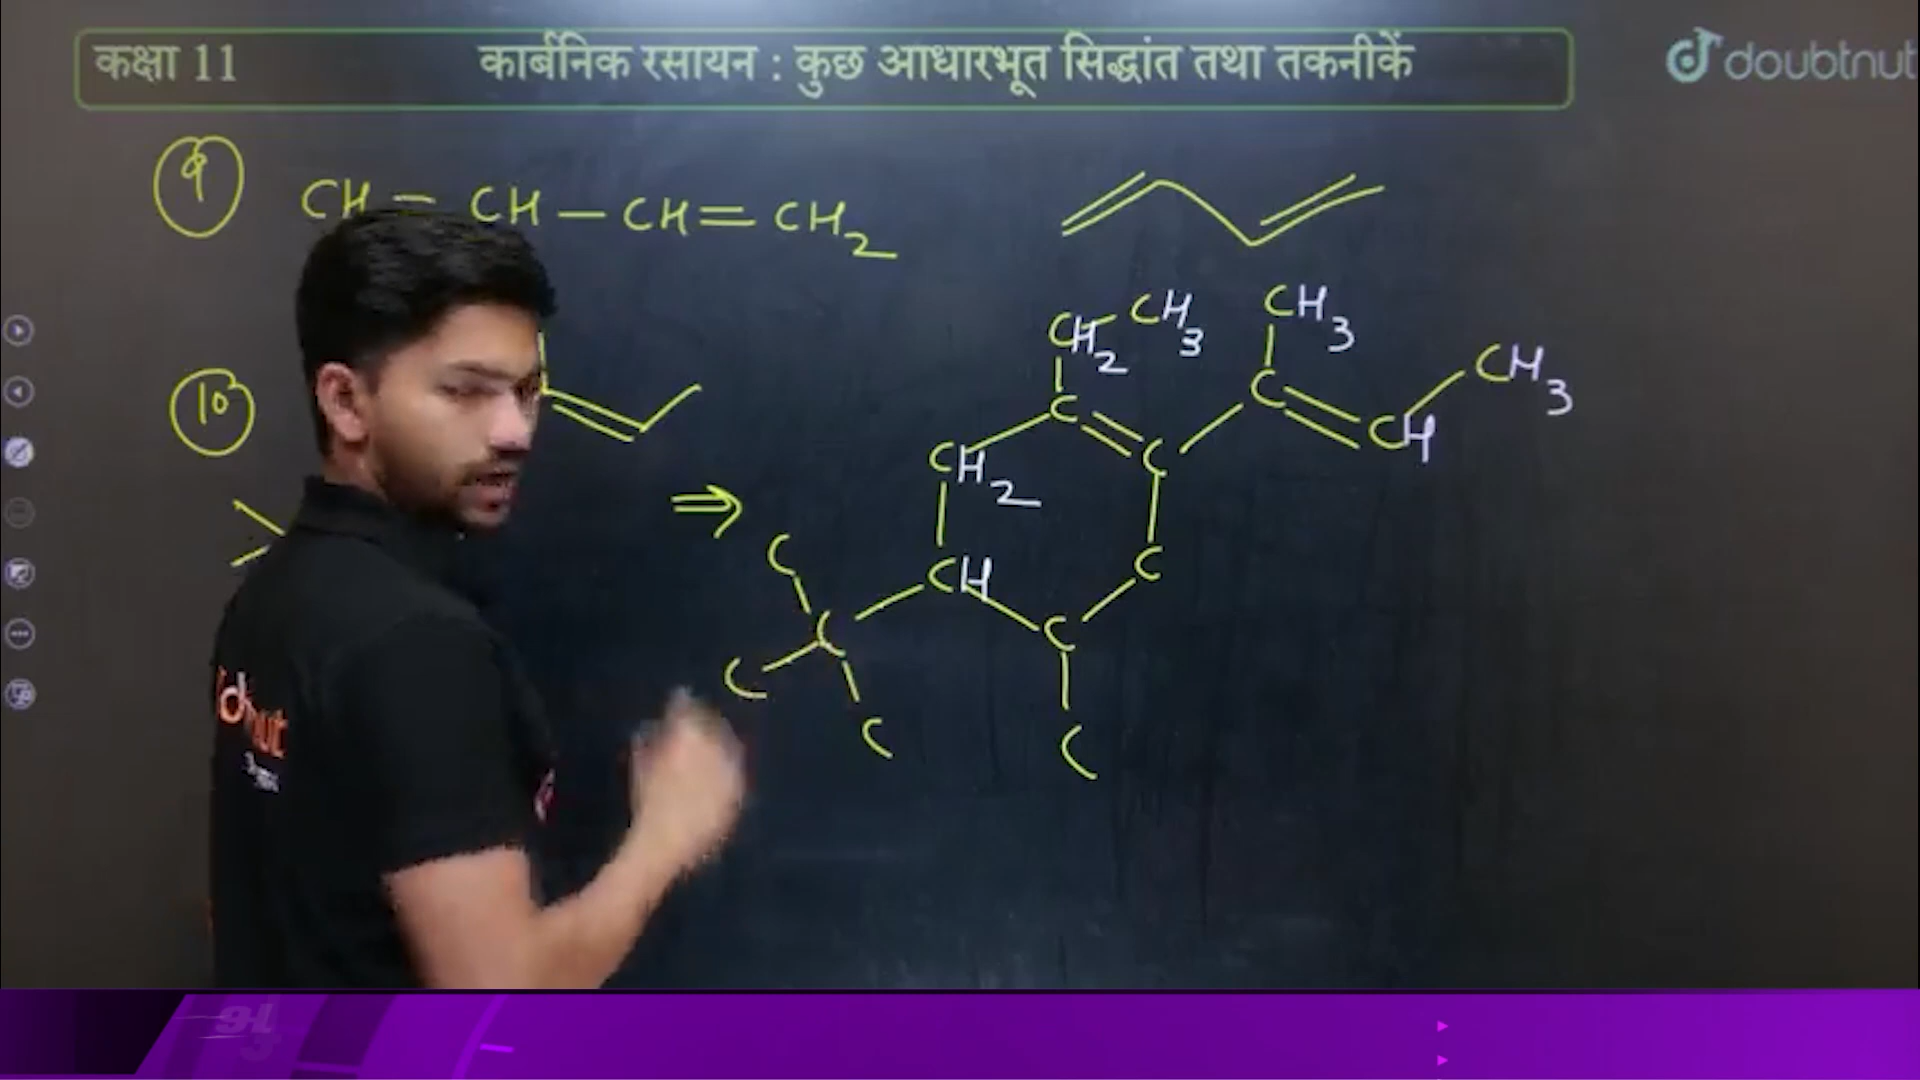 कक्षा 11
कार्बनिक रसायन : कुछ आधारभूत सिद्धांत तथा तकनीकें
doubtnut
9
CH = CH — CH = CH2
CH2 CH3
CH3
C
C
CH3
CH
CH2
C
10
C
CH
C
C
C
C
C
C